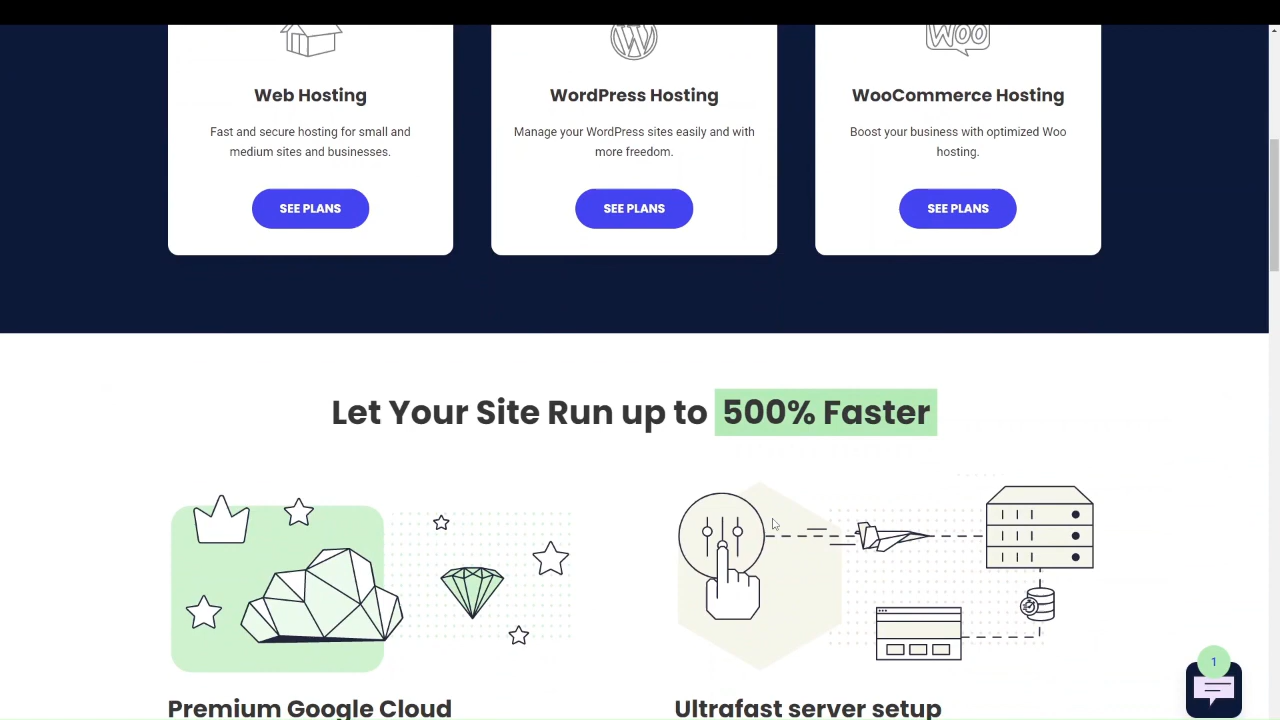 WOO
Web Hosting
WordPress Hosting
WooCommerce Hosting
Fast and secure hosting for small and
medium sites and businesses.
Manage your WordPress sites easily and with
more freedom.
Boost your business with optimized Woo
hosting.
SEE PLANS
SEE PLANS
SEE PLANS
Let Your Site Run up to 500% Faster
Premium Google Cloud
Ultrafast server setup
1